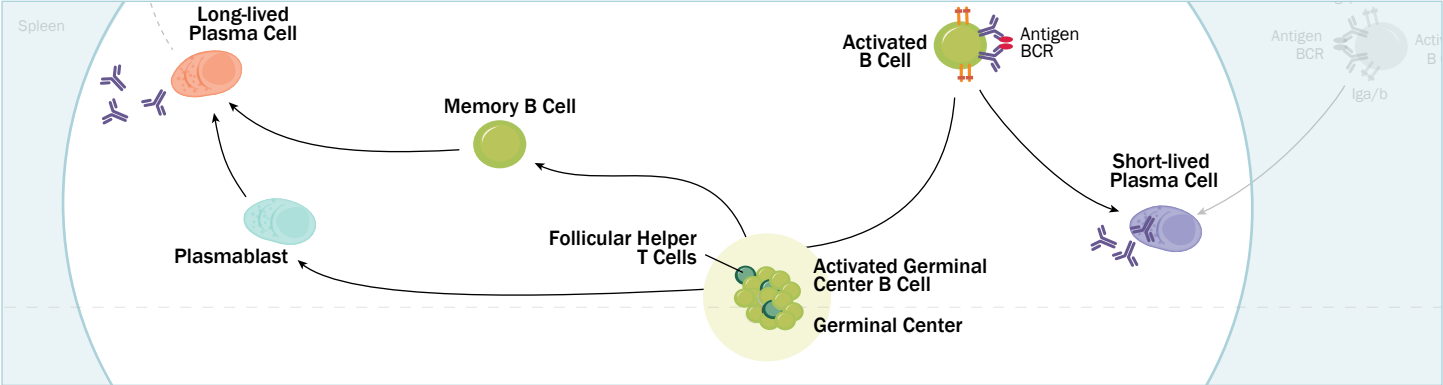 Spleen
Long-lived
Plasma Cell
Activated
B Cell
Antigen
BCR
Antigen
BCR
Iga/b
Memory B Cell
Short-lived
Plasma Cell
Plasmablast
Follicular Helper
T Cells
Activated Germinal
Center B Cell
Germinal Center